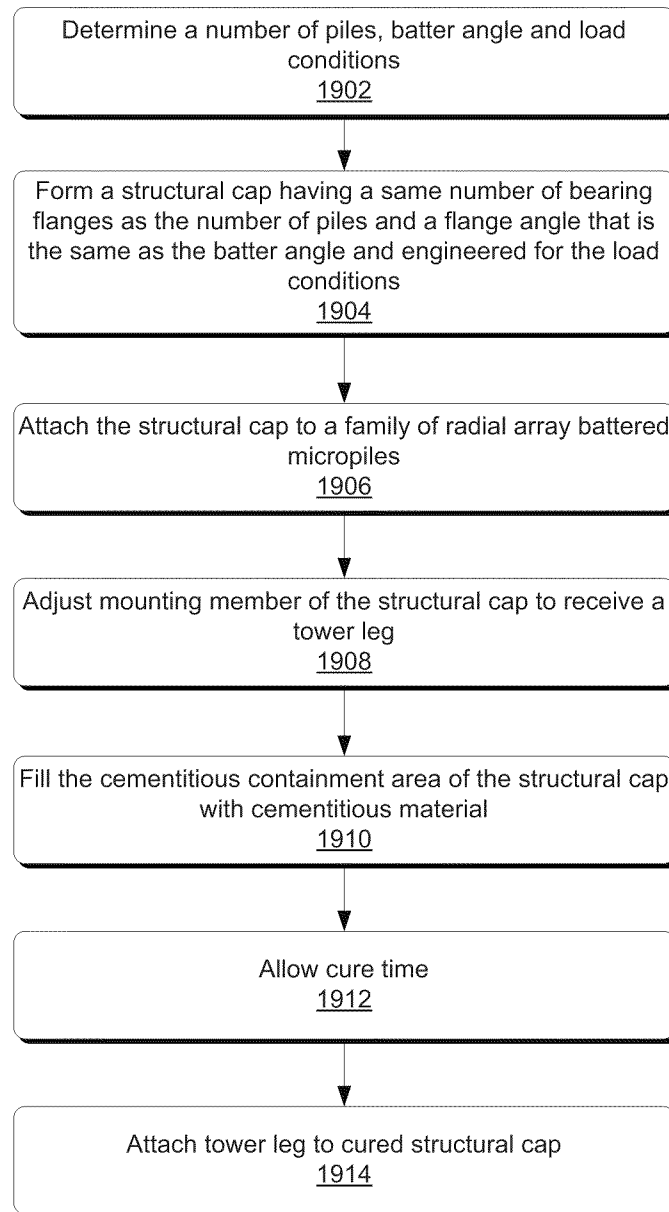 Determine a number of piles, batter angle and load
conditions
1902
Form a structural cap having a same number of bearing
flanges as the number of piles and a flange angle that is
the same as the batter angle and engineered for the load
conditions
1904
Attach the structural cap to a family of radial array battered
micropiles
1906
Adjust mounting member of the structural cap to receive a
tower leg
1908
Fill the cementitious containment area of the structural cap
with cementitious material
1910
Allow cure time
1912
Attach tower leg to cured structural cap
1914